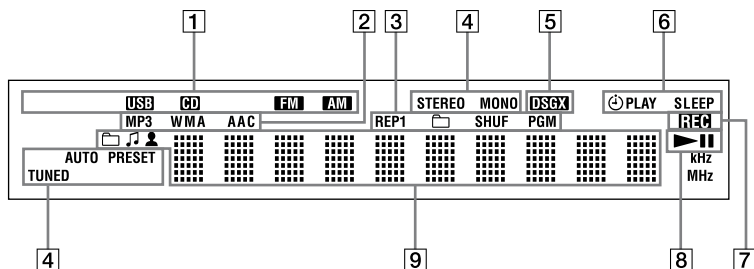 1 2 3 4 5 6
USB CD FM AM STEREO MONO DSGX PLAY SLEEP
MP3 WMA AAC REP1 SHUF PGM REC
AUTO PRESET kHz
TUNED MHz
4 9 8 7